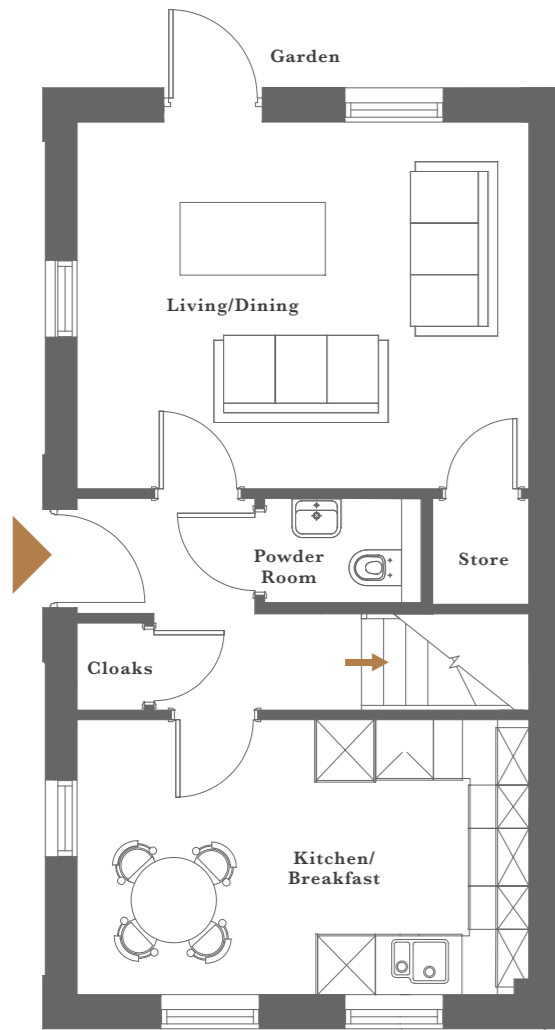 Garden
Living/Dining
Powder
Room
Store
Cloaks
Kitchen/
Breakfast